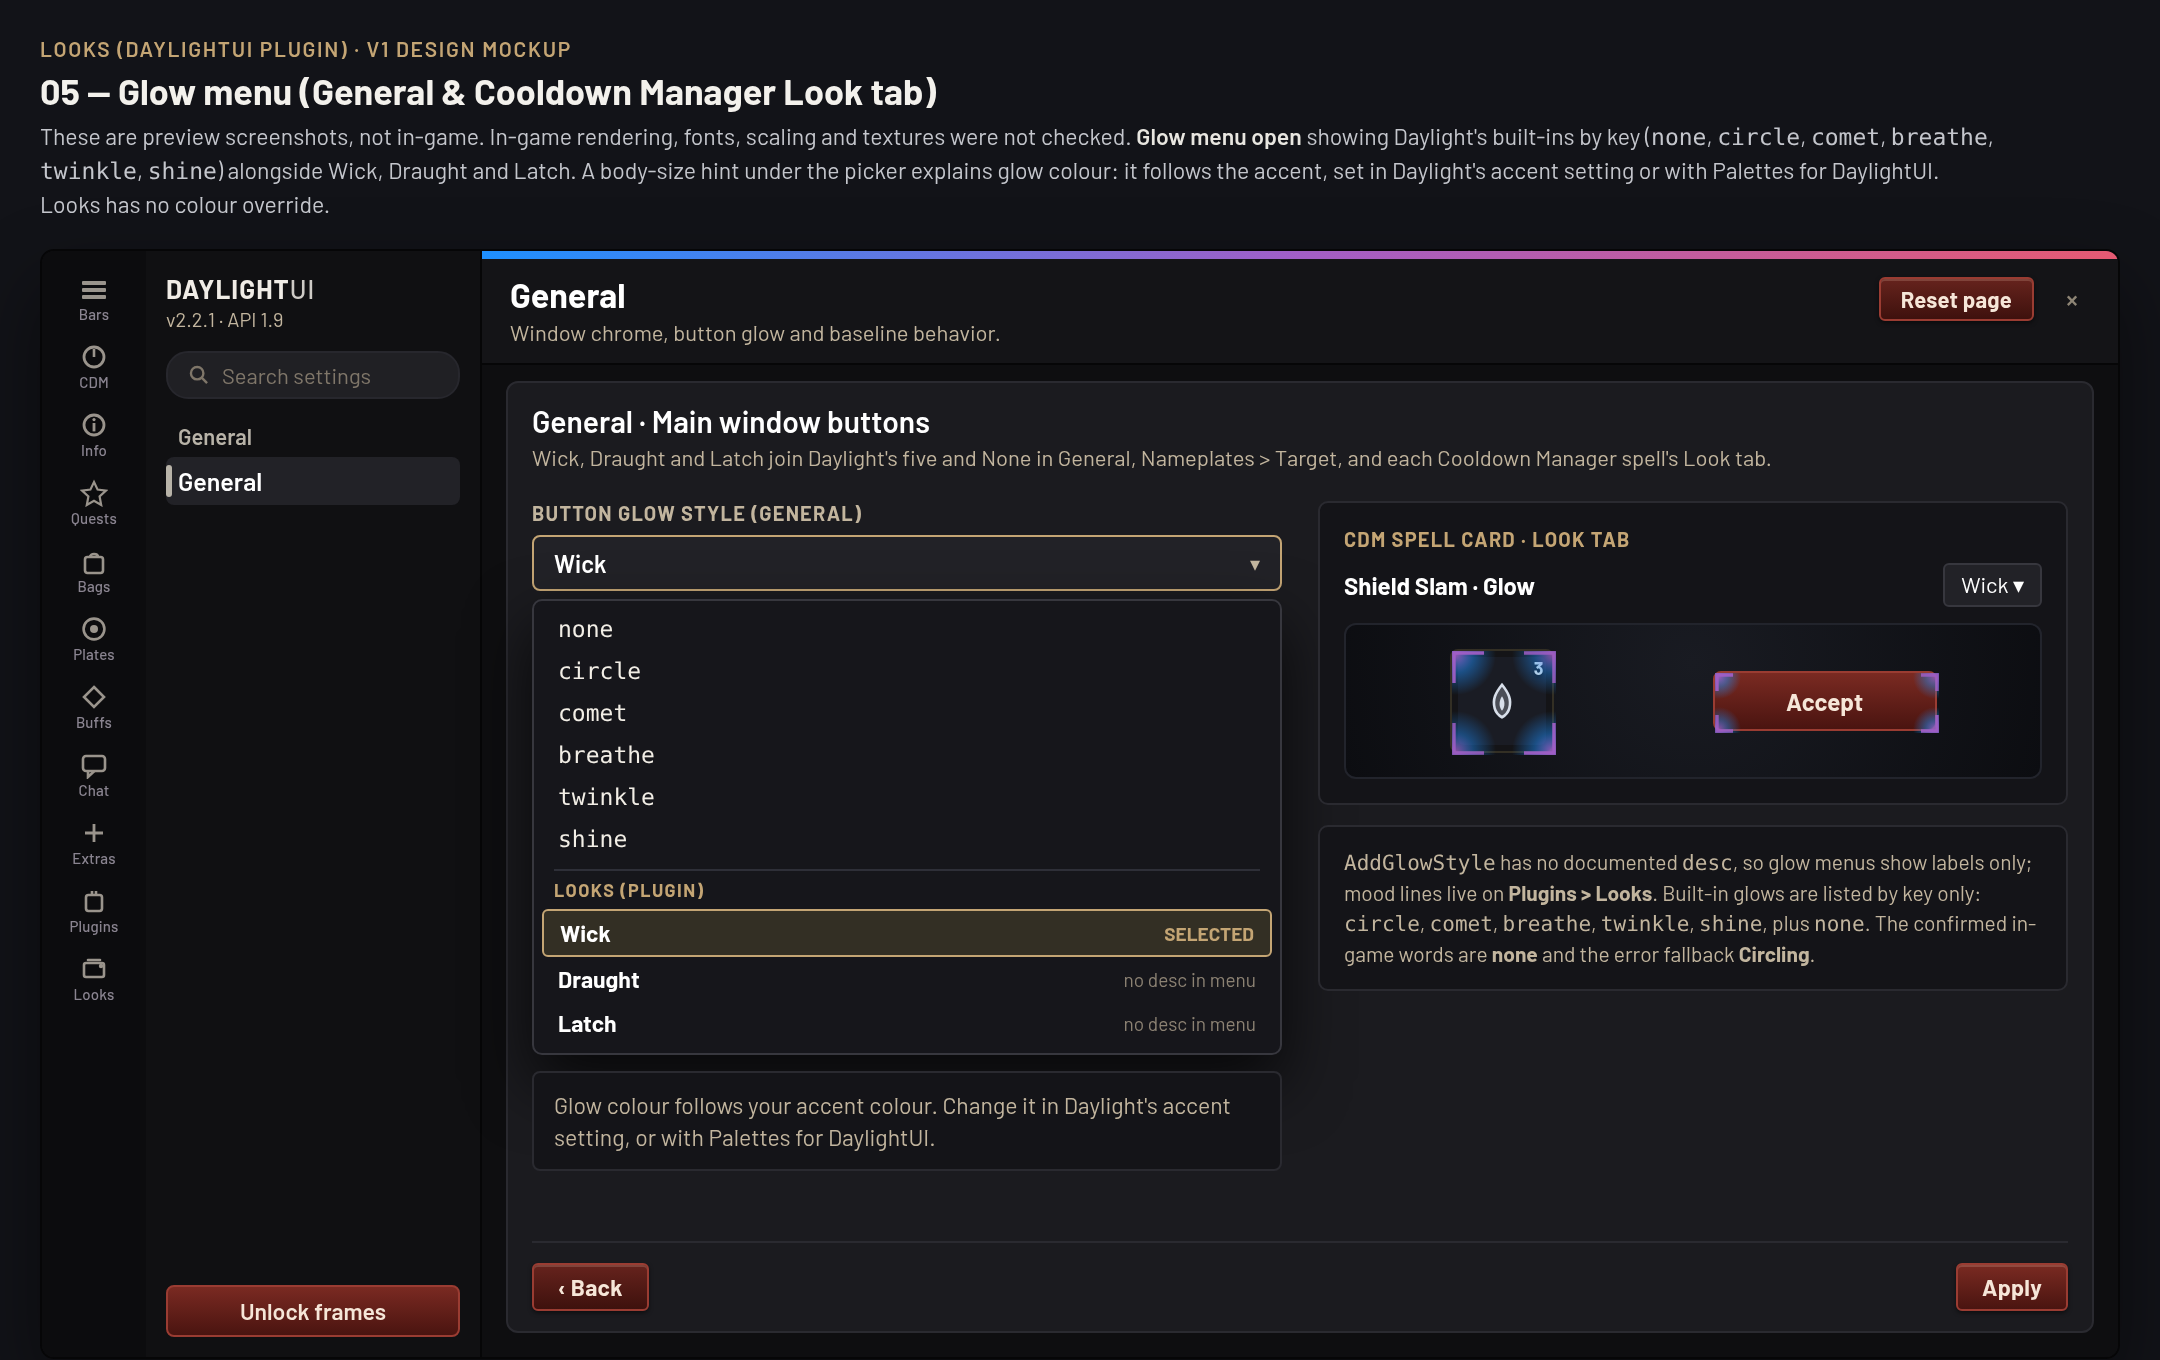 LOOKS (DAYLIGHTUI PLUGIN) · V1 DESIGN MOCKUP
05 — Glow menu (General & Cooldown Manager Look tab)
These are preview screenshots, not in-game. In-game rendering, fonts, scaling and textures were not checked. Glow menu open showing Daylight's built-ins by key (none, circle, comet, breathe,
twinkle, shine) alongside Wick, Draught and Latch. A body-size hint under the picker explains glow colour: it follows the accent, set in Daylight's accent setting or with Palettes for DaylightUI.
Looks has no colour override.
Bars
CDM
Info
Quests
Bags
Plates
Buffs
Chat
Extras
Plugins
Looks
DAYLIGHTUI
v2.2.1 · API 1.9
Search settings
General
General
Unlock frames
General
Window chrome, button glow and baseline behavior.
Reset page
×
General · Main window buttons
Wick, Draught and Latch join Daylight's five and None in General, Nameplates > Target, and each Cooldown Manager spell's Look tab.
BUTTON GLOW STYLE (GENERAL)
Wick ▾
none
circle
comet
breathe
twinkle
shine
LOOKS (PLUGIN)
Wick SELECTED
Draught no desc in menu
Latch no desc in menu
Glow colour follows your accent colour. Change it in Daylight's accent
setting, or with Palettes for DaylightUI.
CDM SPELL CARD · LOOK TAB
Shield Slam · Glow
Wick ▾
3
Accept
AddGlowStyle has no documented desc, so glow menus show labels only;
mood lines live on Plugins > Looks. Built-in glows are listed by key only:
circle, comet, breathe, twinkle, shine, plus none. The confirmed in-
game words are none and the error fallback Circling.
‹ Back
Apply